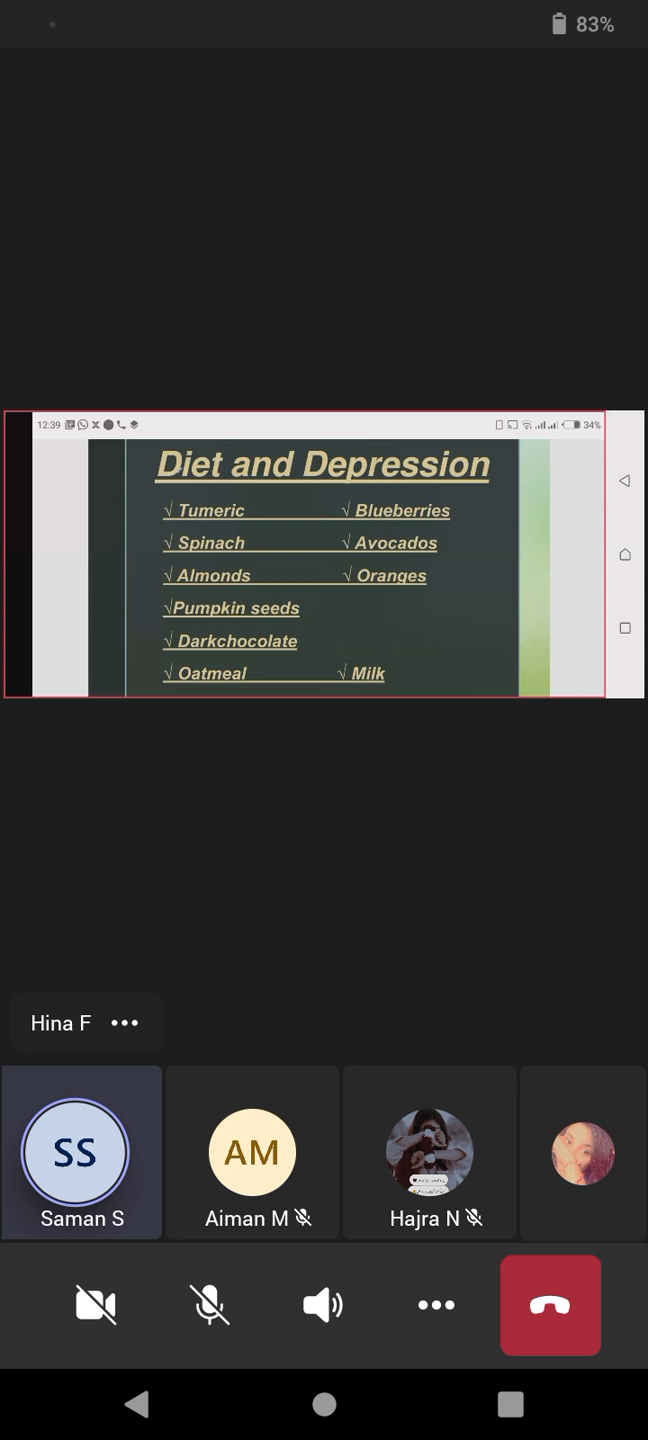 83%
12:39
34%
Diet and Depression
√ Tumeric √ Blueberries
√ Spinach √ Avocados
√ Almonds √ Oranges
√Pumpkin seeds
√ Darkchocolate
√ Oatmeal √ Milk
Hina F
SS AM
Saman S Aiman M Hajra N